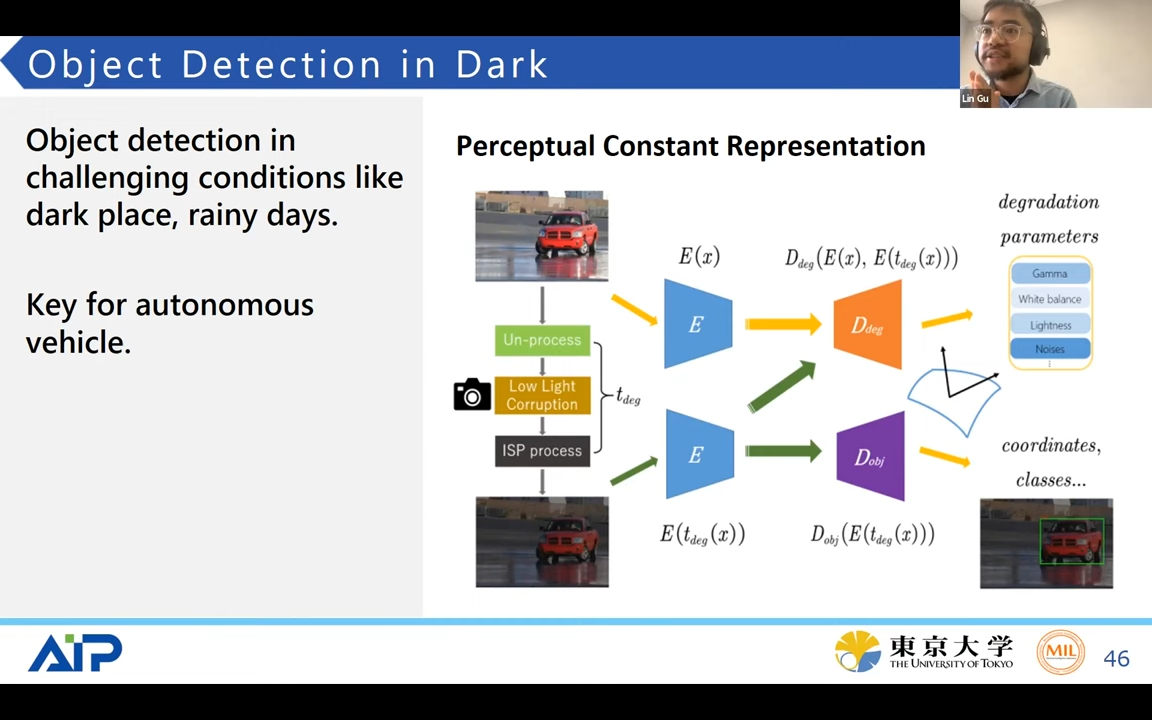 Object Detection in Dark
Lin Gu
Object detection in
challenging conditions like
dark place, rainy days.
Key for autonomous
vehicle.
Perceptual Constant Representation
E(x)
D_deg(E(x), E(t_deg(x)))
degradation
parameters
Gamma
White balance
Lightness
Noises
⋮
E
D_deg
Un-process
Low Light
Corruption
ISP process
t_deg
E
D_obj
coordinates,
classes...
E(t_deg(x))
D_obj(E(t_deg(x)))
AIP
東京大学
THE UNIVERSITY OF TOKYO
MIL
46